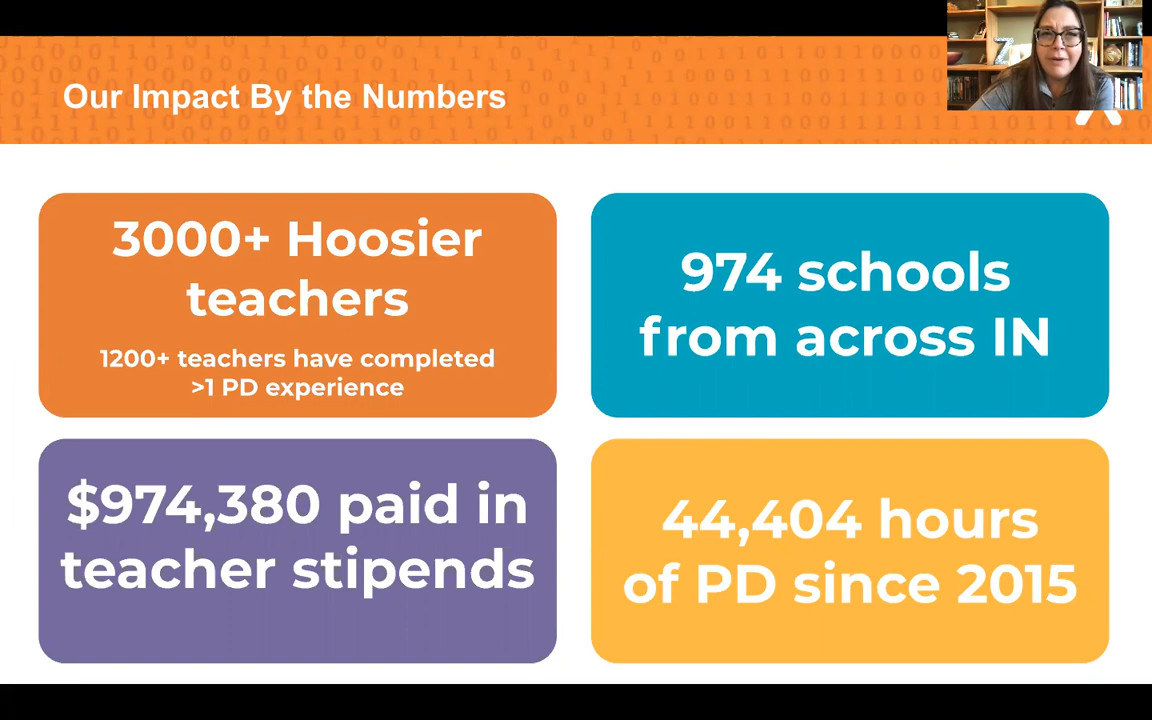 Our Impact By the Numbers
3000+ Hoosier
teachers
1200+ teachers have completed
>1 PD experience
974 schools
from across IN
$974,380 paid in
teacher stipends
44,404 hours
of PD since 2015